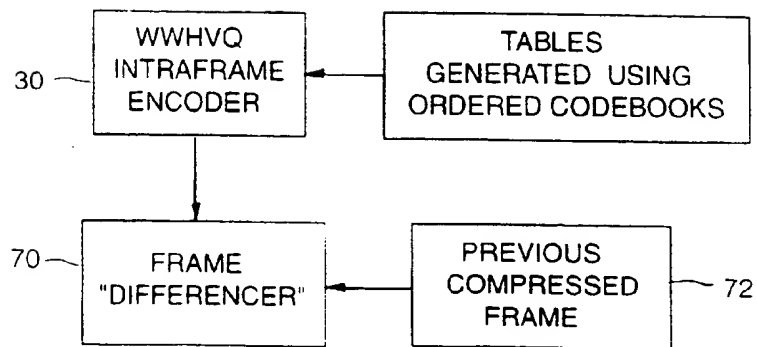 WWHVQ
INTRAFRAME
ENCODER
30
TABLES
GENERATED USING
ORDERED CODEBOOKS
70
FRAME
"DIFFERENCER"
PREVIOUS
COMPRESSED
FRAME
72